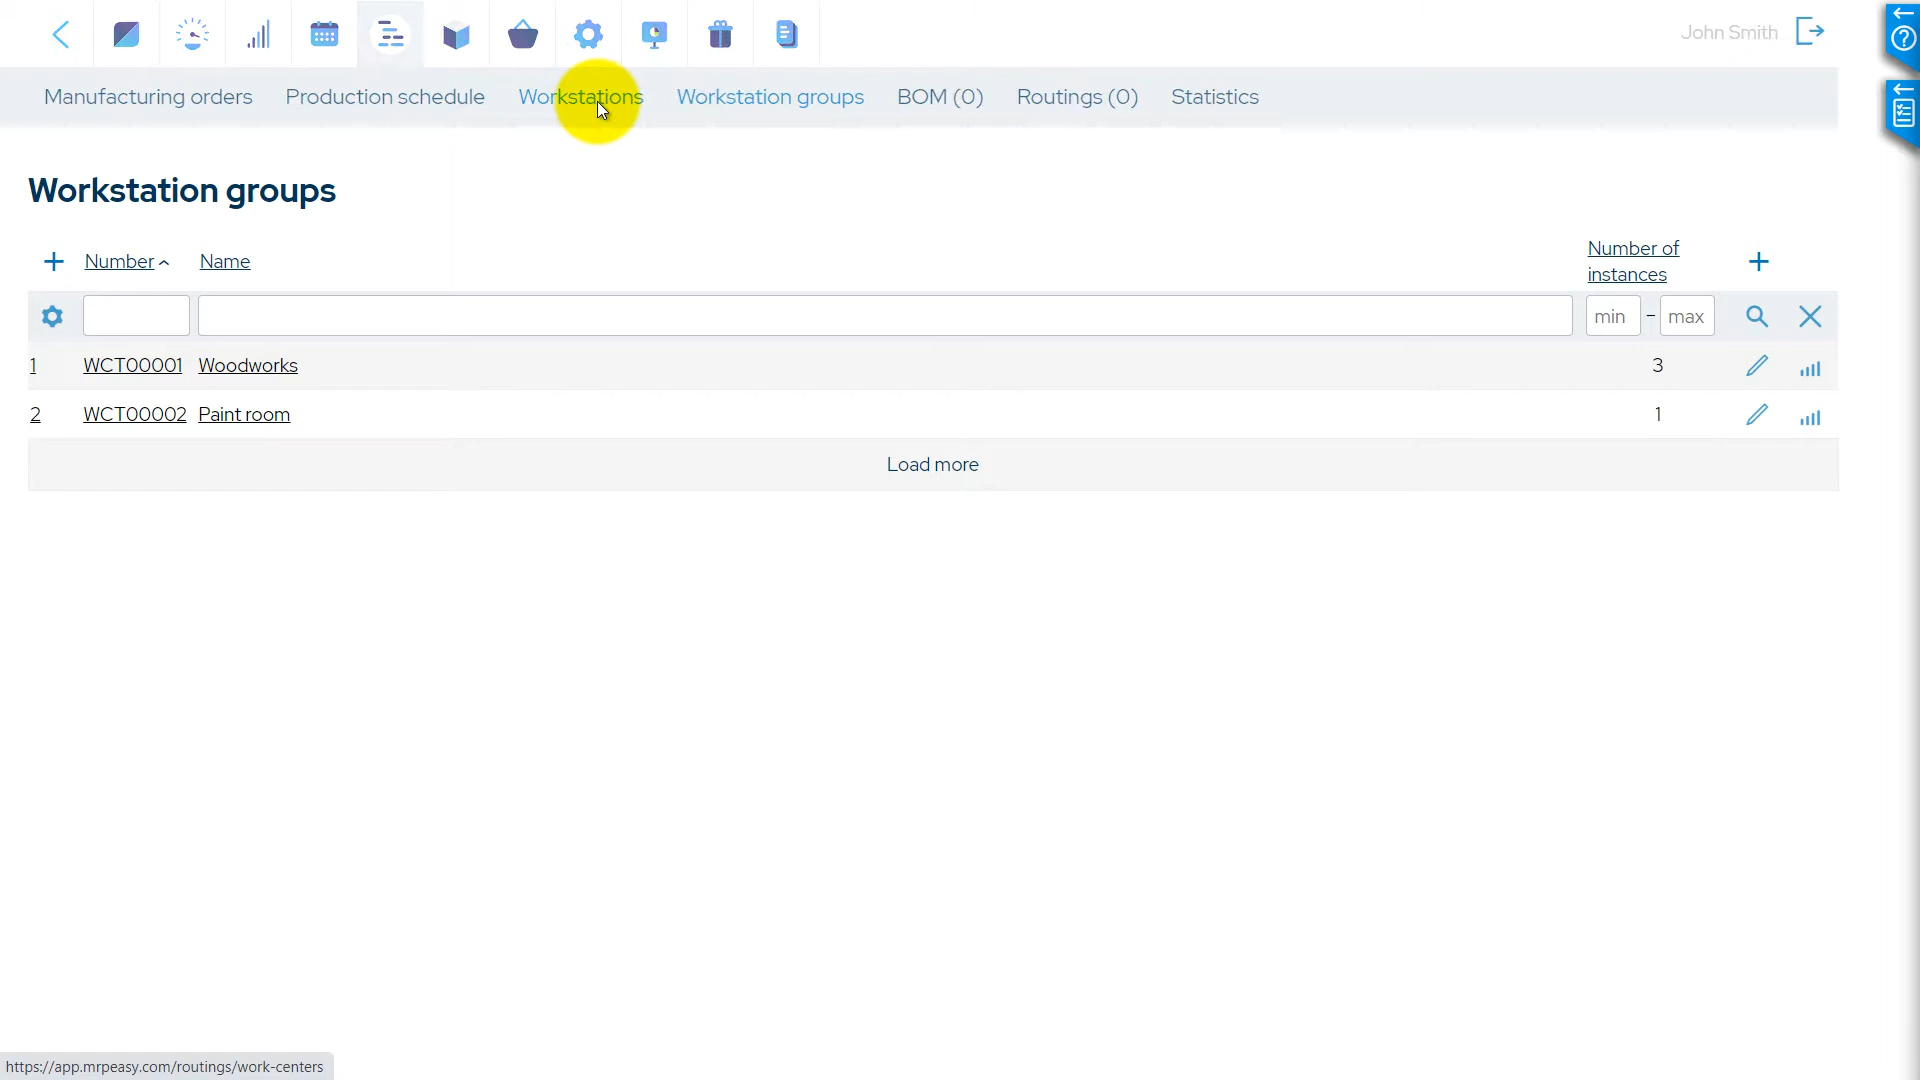 John Smith
Manufacturing orders Production schedule Workstations Workstation groups BOM (0) Routings (0) Statistics
Workstation groups
Number Name Number of instances
min - max
1 WCT00001 Woodworks 3
2 WCT00002 Paint room 1
Load more
https://app.mrpeasy.com/routings/work-centers